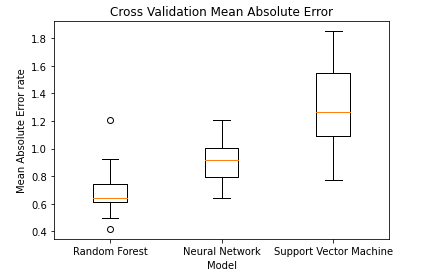 Cross Validation Mean Absolute Error
Mean Absolute Error rate
1.8
1.6
1.4
1.2
1.0
0.8
0.6
0.4
Random Forest Neural Network Support Vector Machine
Model